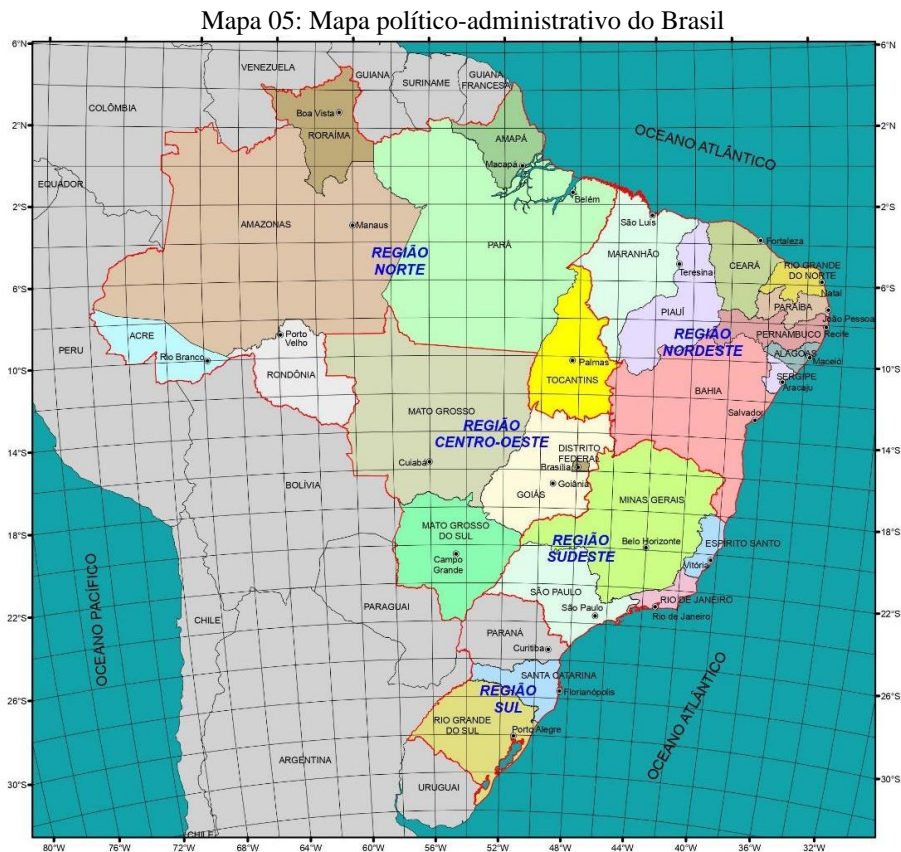 Mapa 05: Mapa político-administrativo do Brasil
6°N
6°N
VENEZUELA
GUIANA
SURINAME
GUIANA
FRANCESA
COLÔMBIA
Boa Vista
RORAÍMA
2°N
2°N
AMAPÁ
Macapá
OCEANO ATLÂNTICO
EQUADOR
2°S
2°S
Belém
São Luís
AMAZONAS
Manaus
PARÁ
REGIÃO
NORTE
MARANHÃO
Fortaleza
CEARÁ
Teresina
RIO GRANDE
DO NORTE
Natal
6°S
6°S
PIAUÍ
PARAÍBA
João Pessoa
PERNAMBUCO
Recife
REGIÃO
NORDESTE
ALAGOAS
Maceió
ACRE
Rio Branco
Porto
Velho
PERU
RONDÔNIA
Palmas
TOCANTINS
SERGIPE
Aracaju
10°S
10°S
BAHIA
Salvador
MATO GROSSO
REGIÃO
CENTRO-OESTE
Cuiabá
DISTRITO
FEDERAL
Brasília
Goiânia
GOIÁS
14°S
14°S
BOLÍVIA
MINAS GERAIS
Belo Horizonte
MATO GROSSO
DO SUL
Campo
Grande
REGIÃO
SUDESTE
ESPÍRITO SANTO
Vitória
18°S
18°S
SÃO PAULO
São Paulo
RIO DE JANEIRO
Rio de Janeiro
OCEANO PACÍFICO
CHILE
PARAGUAI
22°S
22°S
PARANÁ
Curitiba
SANTA CATARINA
Florianópolis
REGIÃO
SUL
26°S
26°S
RIO GRANDE
DO SUL
Porto Alegre
OCEANO ATLÂNTICO
ARGENTINA
URUGUAI
30°S
30°S
CHILE
80°W
76°W
72°W
68°W
64°W
60°W
56°W
52°W
48°W
44°W
40°W
36°W
32°W